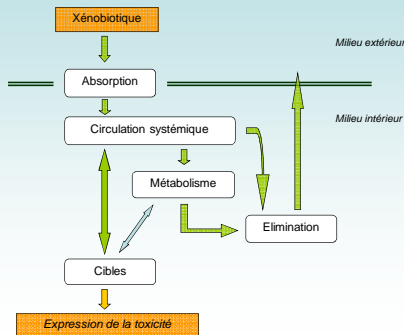 Xénobiotique
Milieu extérieur
Absorption
Milieu intérieur
Circulation systémique
Métabolisme
Elimination
Cibles
Expression de la toxicité